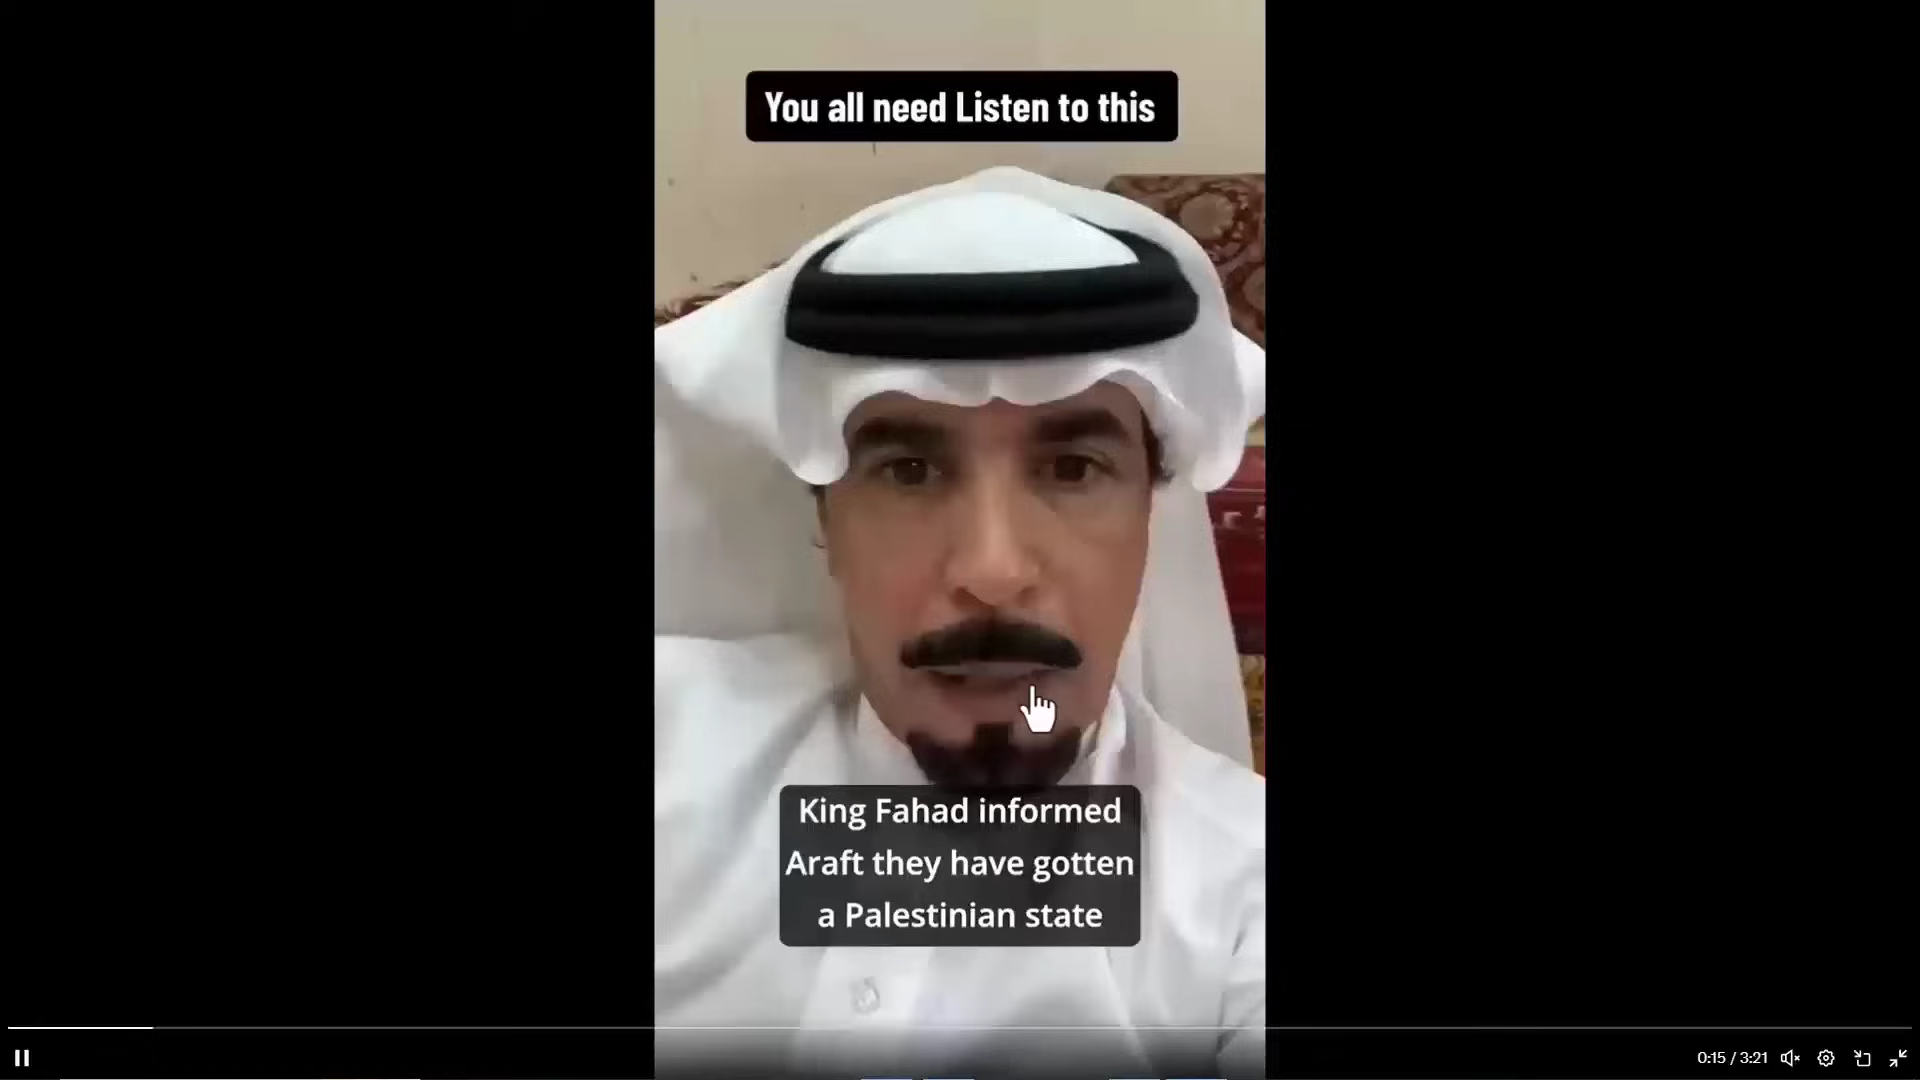 You all need Listen to this
King Fahad informed
Araft they have gotten
a Palestinian state
0:15 / 3:21